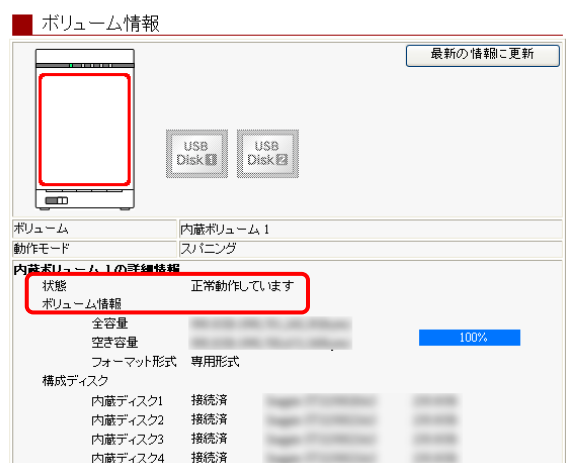 ボリューム情報
最新の情報に更新
USB Disk1 USB Disk2
ボリューム 内蔵ボリューム 1
動作モード スパニング
内蔵ボリューム 1の詳細情報
状態 正常動作しています
ボリューム情報
全容量
空き容量 100%
フォーマット形式 専用形式
構成ディスク
内蔵ディスク1 接続済
内蔵ディスク2 接続済
内蔵ディスク3 接続済
内蔵ディスク4 接続済